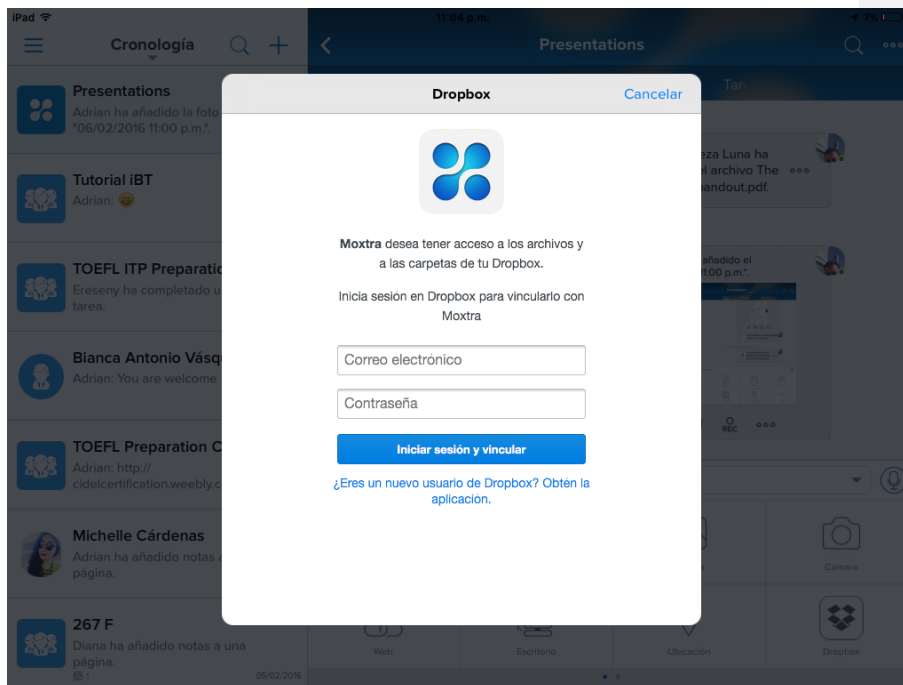 iPad
11:04 p.m.
7%
Cronología
Presentations
Presentations
Adrian ha añadido la foto
"06/02/2016 11:00 p.m.".
Tutorial iBT
Adrian: 😄
TOEFL ITP Preparatio
Ereseny ha completado u
tarea.
Bianca Antonio Vásqu
Adrian: You are welcome
TOEFL Preparation C
Adrian: http://
cidelcertification.weebly.c
Michelle Cárdenas
Adrian ha añadido notas a
página.
267 F
Diana ha añadido notas a una
página.
1
05/02/2016
Dropbox
Cancelar
Moxtra desea tener acceso a los archivos y
a las carpetas de tu Dropbox.
Inicia sesión en Dropbox para vincularlo con
Moxtra
Correo electrónico
Contraseña
Iniciar sesión y vincular
¿Eres un nuevo usuario de Dropbox? Obtén la
aplicación.
Tar
eza Luna ha
el archivo The
handout.pdf.
añadido el
11:00 p.m.".
REC
Cámara
Web
Escritorio
Ubicación
Dropbox